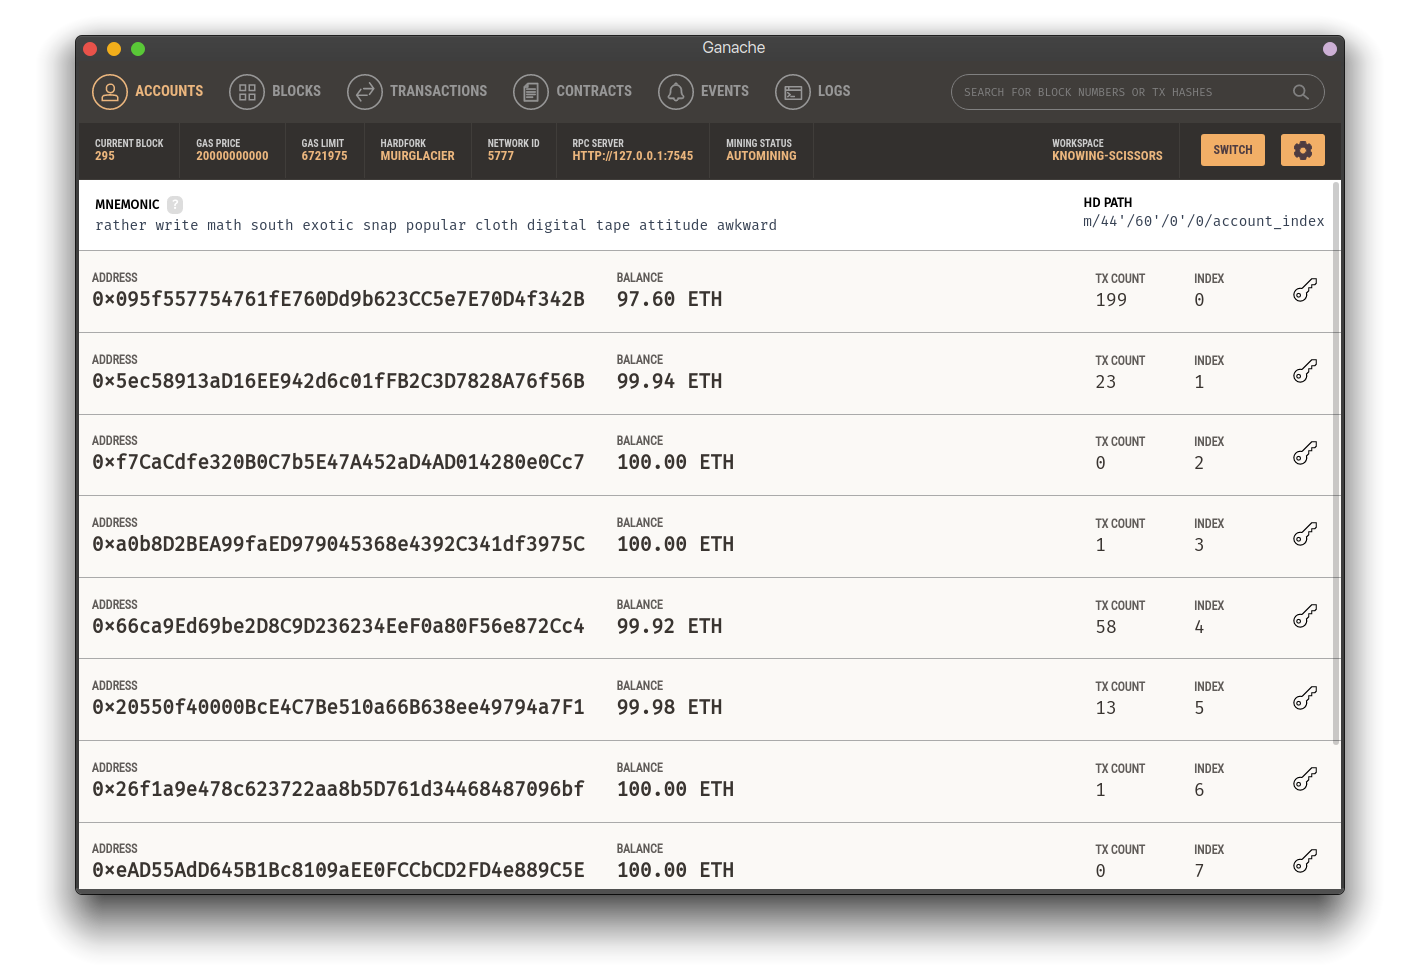 Ganache
ACCOUNTS BLOCKS TRANSACTIONS CONTRACTS EVENTS LOGS SEARCH FOR BLOCK NUMBERS OR TX HASHES
CURRENT BLOCK GAS PRICE GAS LIMIT HARDFORK NETWORK ID RPC SERVER MINING STATUS WORKSPACE
295 20000000000 6721975 MUIRGLACIER 5777 HTTP://127.0.0.1:7545 AUTOMINING KNOWING-SCISSORS SWITCH
MNEMONIC ? HD PATH
rather write math south exotic snap popular cloth digital tape attitude awkward m/44'/60'/0'/0/account_index
ADDRESS BALANCE TX COUNT INDEX
0×095f557754761fE760Dd9b623CC5e7E70D4f342B 97.60 ETH 199 0
ADDRESS BALANCE TX COUNT INDEX
0×5ec58913aD16EE942d6c01fFB2C3D7828A76f56B 99.94 ETH 23 1
ADDRESS BALANCE TX COUNT INDEX
0×f7CaCdfe320B0C7b5E47A452aD4AD014280e0Cc7 100.00 ETH 0 2
ADDRESS BALANCE TX COUNT INDEX
0×a0b8D2BEA99faED979045368e4392C341df3975C 100.00 ETH 1 3
ADDRESS BALANCE TX COUNT INDEX
0×66ca9Ed69be2D8C9D236234EeF0a80F56e872Cc4 99.92 ETH 58 4
ADDRESS BALANCE TX COUNT INDEX
0×20550f40000BcE4C7Be510a66B638ee49794a7F1 99.98 ETH 13 5
ADDRESS BALANCE TX COUNT INDEX
0×26f1a9e478c623722aa8b5D761d34468487096bf 100.00 ETH 1 6
ADDRESS BALANCE TX COUNT INDEX
0×eAD55AdD645B1Bc8109aEE0FCCbCD2FD4e889C5E 100.00 ETH 0 7